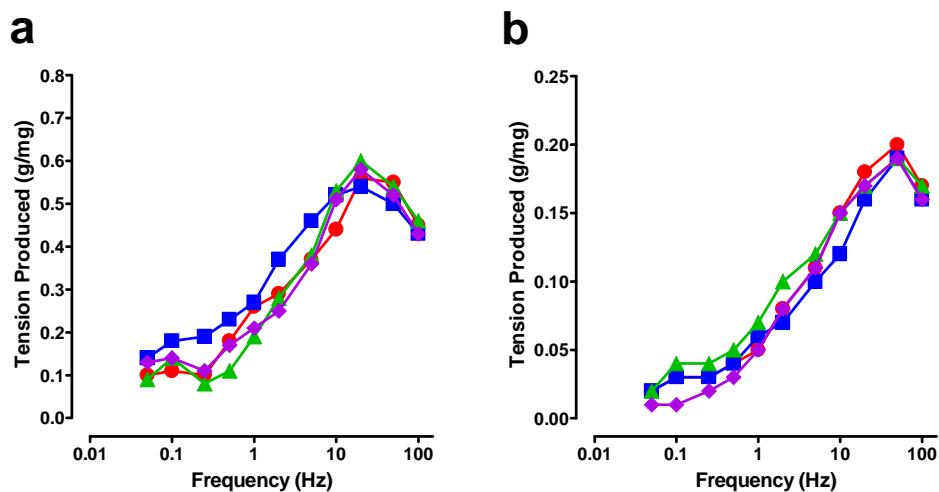 a
0.8
0.7
0.6
0.5
0.4
0.3
0.2
0.1
0.0
Tension Produced (g/mg)
0.01 0.1 1 10 100
Frequency (Hz)
b
0.25
0.20
0.15
0.10
0.05
0.00
Tension Produced (g/mg)
0.01 0.1 1 10 100
Frequency (Hz)